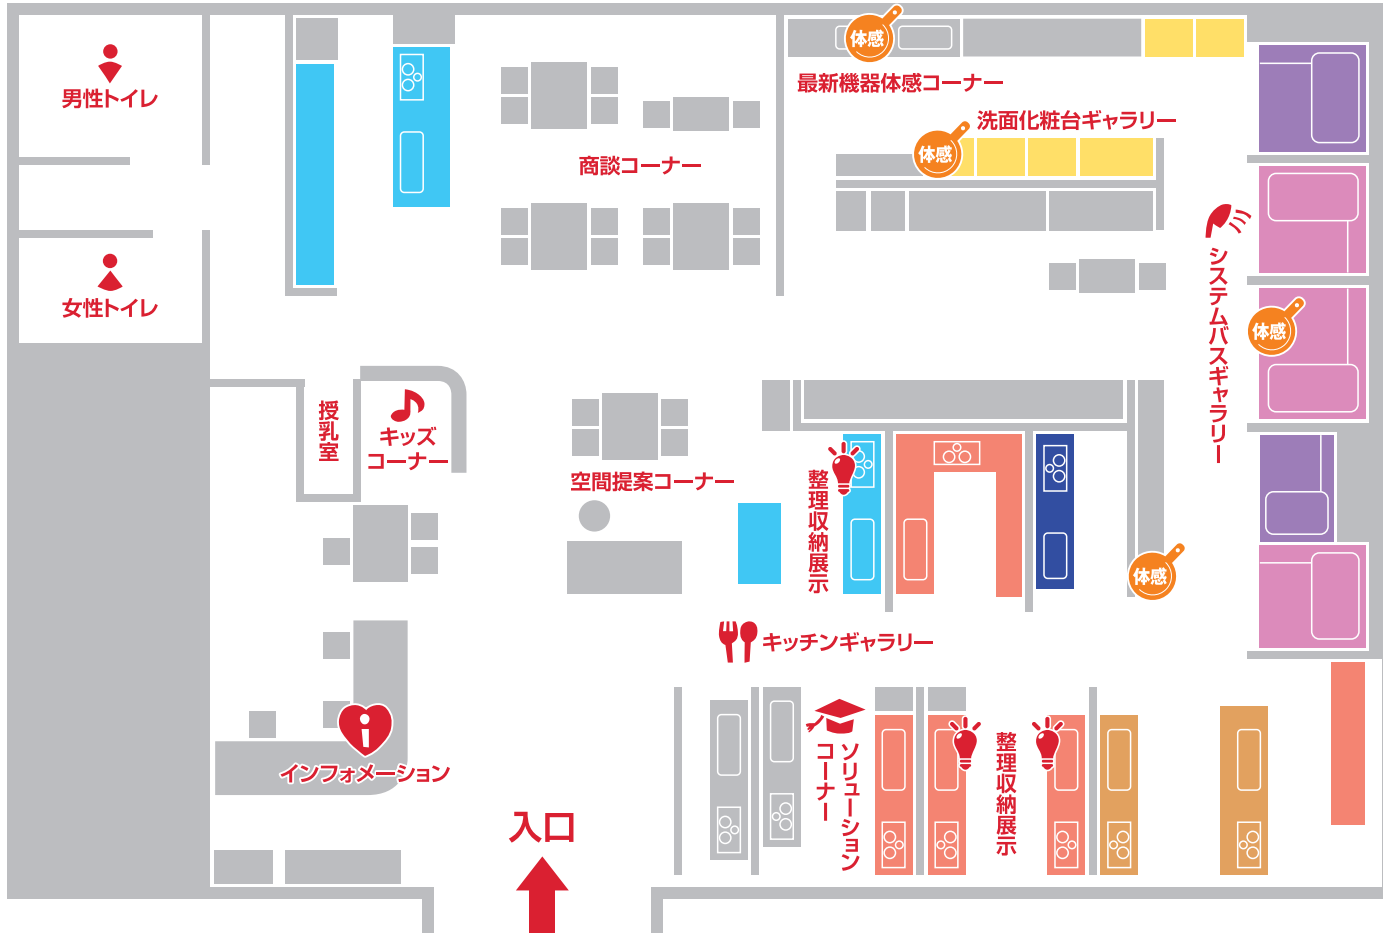 男性トイレ
女性トイレ
商談コーナー
体感
最新機器体感コーナー
体感
洗面化粧台ギャラリー
システムバスギャラリー
体感
授乳室
キッズ
コーナー
空間提案コーナー
整理収納展示
体感
キッチンギャラリー
ソリューション
コーナー
整理収納展示
インフォメーション
入口